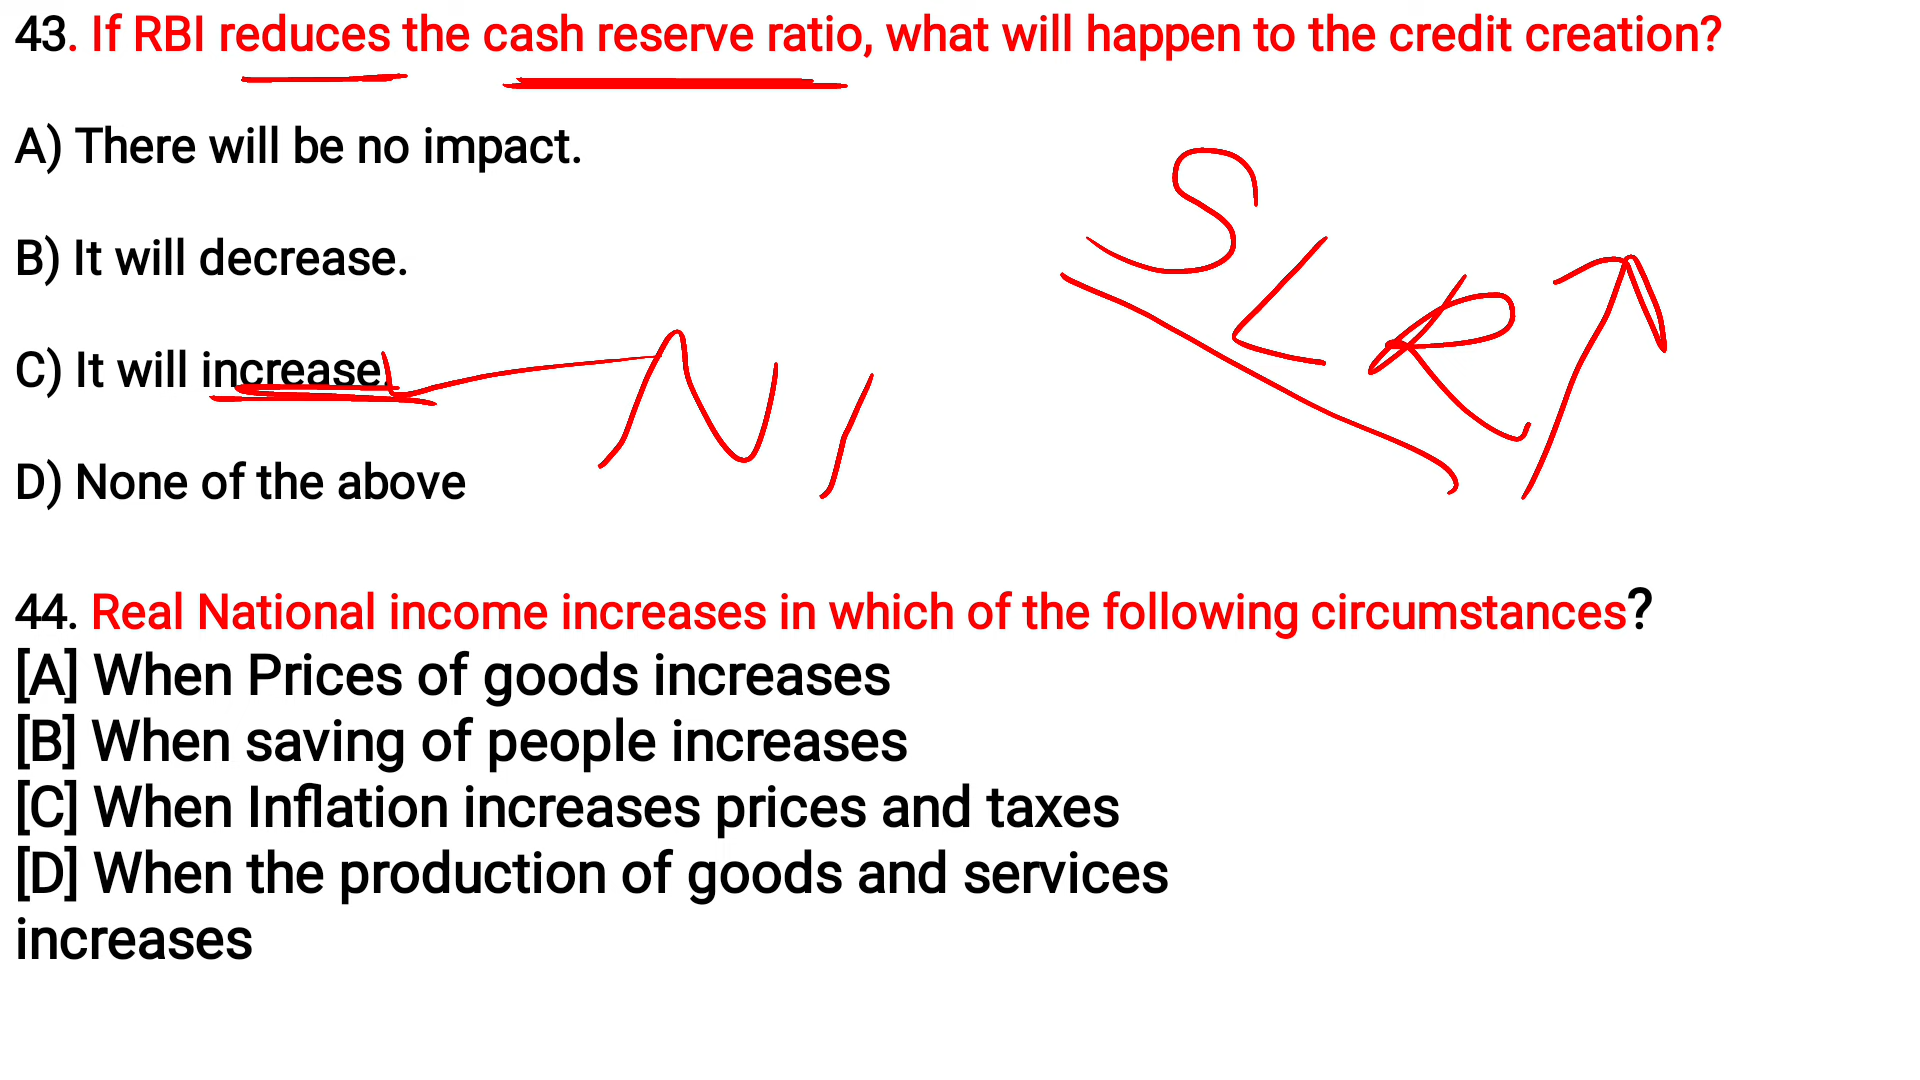 43. If RBI reduces the cash reserve ratio, what will happen to the credit creation?
A) There will be no impact.
B) It will decrease.
C) It will increase.
D) None of the above
SLR
44. Real National income increases in which of the following circumstances?
[A] When Prices of goods increases
[B] When saving of people increases
[C] When Inflation increases prices and taxes
[D] When the production of goods and services
increases